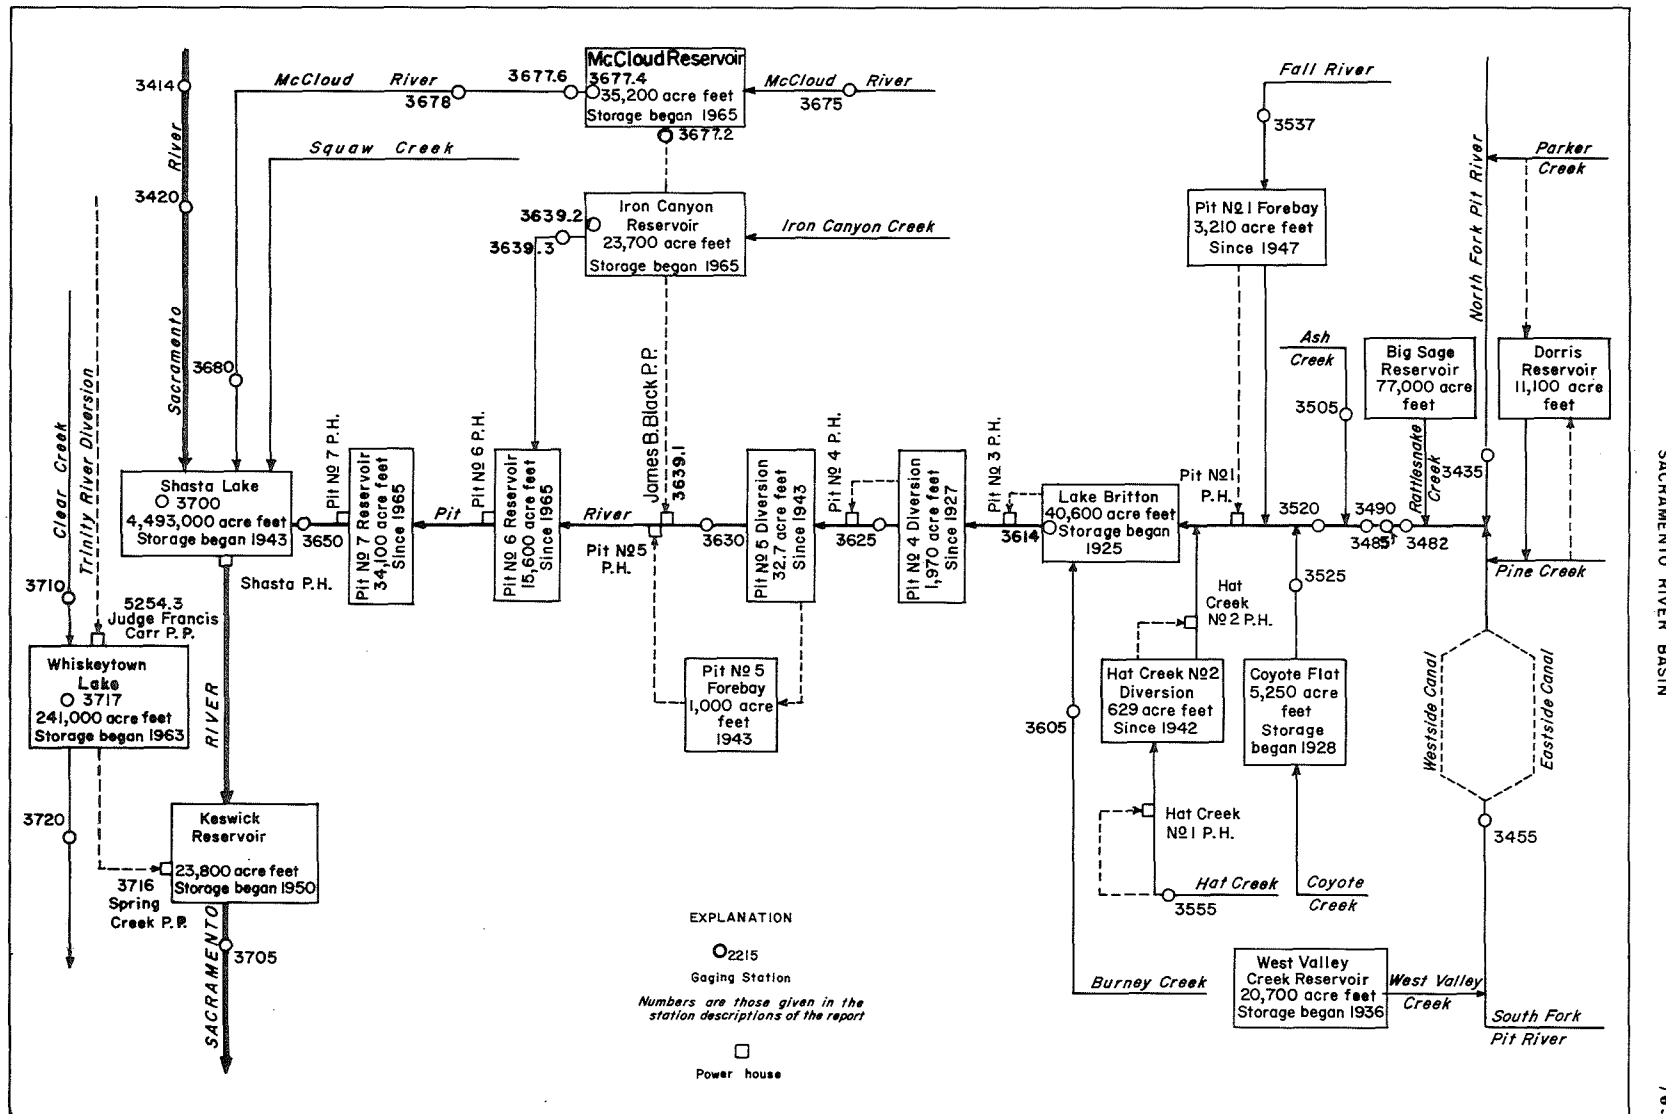 McCloud Reservoir
3677.4
35,200 acre feet
Storage began 1965
3677.6
McCloud River
3678
McCloud River
3675
3677.2
3414
River
3420
Sacramento
Squaw Creek
3680
Iron Canyon
Reservoir
23,700 acre feet
Storage began 1965
3639.2
3639.3
Iron Canyon Creek
Fall River
3537
Pit No 1 Forebay
3,210 acre feet
Since 1947
North Fork Pit River
Parker
Creek
Ash
Creek
3505
Big Sage
Reservoir
77,000 acre
feet
Dorris
Reservoir
11,100 acre
feet
Rattlesnake
Creek
3435
Clear Creek
Trinity River Diversion
Shasta Lake
3700
4,493,000 acre feet
Storage began 1943
3650
Pit No 7 P.H.
Pit No 7 Reservoir
34,100 acre feet
Since 1965
Pit River
Pit No 6 P.H.
Pit No 6 Reservoir
15,600 acre feet
Since 1965
James B. Black P.P.
3639.1
Pit No 5
P.H.
3630
Pit No 5 Diversion
32.7 acre feet
Since 1943
Pit No 4 P.H.
3625
Pit No 4 Diversion
1,970 acre feet
Since 1927
Pit No 3 P.H.
3614
Lake Britton
40,600 acre feet
Storage began
1925
Pit No 1
P.H.
3520
3490
3485
3482
Pine Creek
3710
Shasta P.H.
5254.3
Judge Francis
Carr P.P.
Whiskeytown
Lake
3717
241,000 acre feet
Storage began 1963
RIVER
3720
3716
Spring
Creek P.P.
Keswick
Reservoir
23,800 acre feet
Storage began 1950
SACRAMENTO
3705
Pit No 5
Forebay
1,000 acre
feet
1943
3605
Hat
Creek
No 2 P.H.
Hat Creek No 2
Diversion
629 acre feet
Since 1942
3525
Coyote Flat
5,250 acre
feet
Storage
began 1928
Hat Creek
No 1 P.H.
Hat Creek
3555
Coyote
Creek
Westside Canal
Eastside Canal
3455
Burney Creek
West Valley
Creek Reservoir
20,700 acre feet
Storage began 1936
West Valley
Creek
South Fork
Pit River
EXPLANATION
2215
Gaging Station
Numbers are those given in the
station descriptions of the report
Power house
SACRAMENTO RIVER BASIN